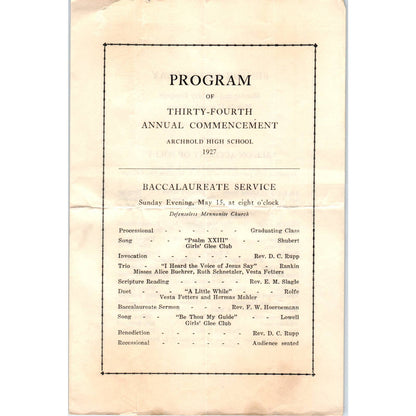 PROGRAM
OF
THIRTY-FOURTH
ANNUAL COMMENCEMENT
ARCHBOLD HIGH SCHOOL
1927
BACCALAUREATE SERVICE
Sunday Evening, May 15, at eight o'clock
Defenseless Mennonite Church
Processional - - - - - Graduating Class
Song - - "Psalm XXIII" - - Shubert
Girls' Glee Club
Invocation - - - - - Rev. D. C. Rupp
Trio - "I Heard the Voice of Jesus Say" - Rankin
Misses Alice Buehrer, Ruth Schnetzler, Vesta Fetters
Scripture Reading - - - - Rev. E. M. Slagle
Duet - - "A Little While" - - Rolfe
Vesta Fetters and Hormas Mahler
Baccalaureate Sermon - - Rev. F. W. Hoernemann
Song - - "Be Thou My Guide" - - Lowell
Girls' Glee Club
Benediction - - - - - Rev. D. C. Rupp
Recessional - - - - - Audience seated